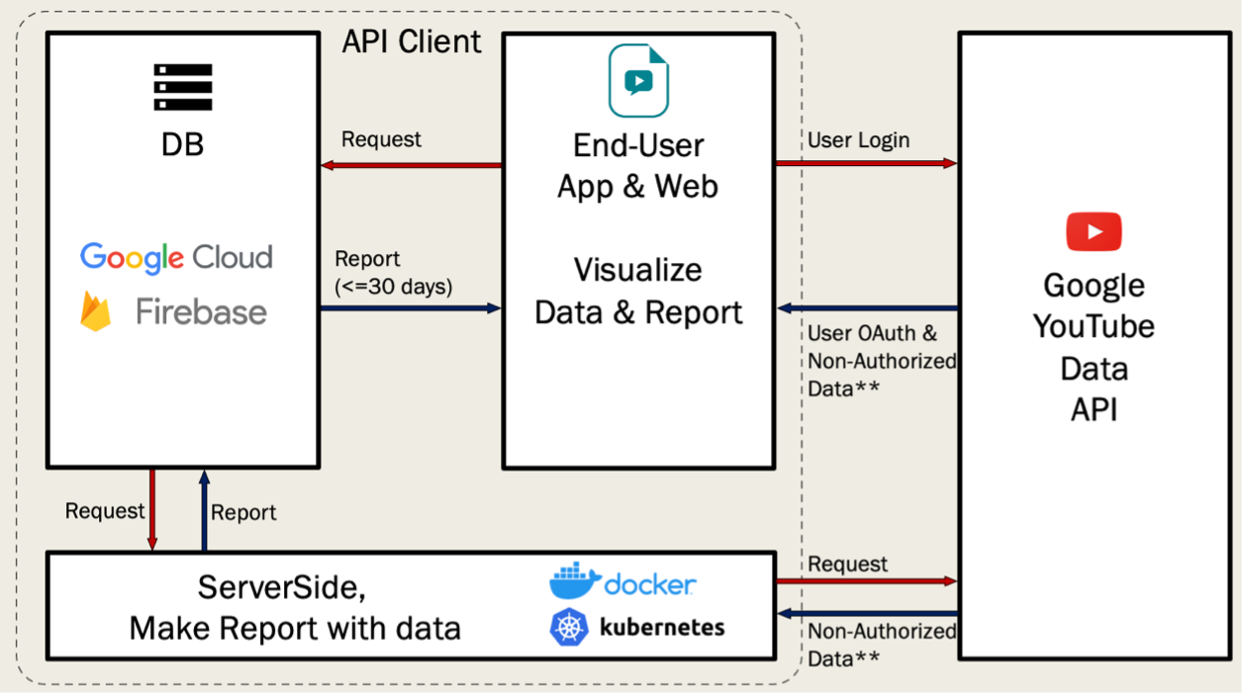 API Client
DB
Google Cloud
Firebase
Request
Report
(<=30 days)
End-User
App & Web
Visualize
Data & Report
User Login
User OAuth &
Non-Authorized
Data**
Google
YouTube
Data
API
Request
Report
ServerSide,
Make Report with data
docker
kubernetes
Request
Non-Authorized
Data**